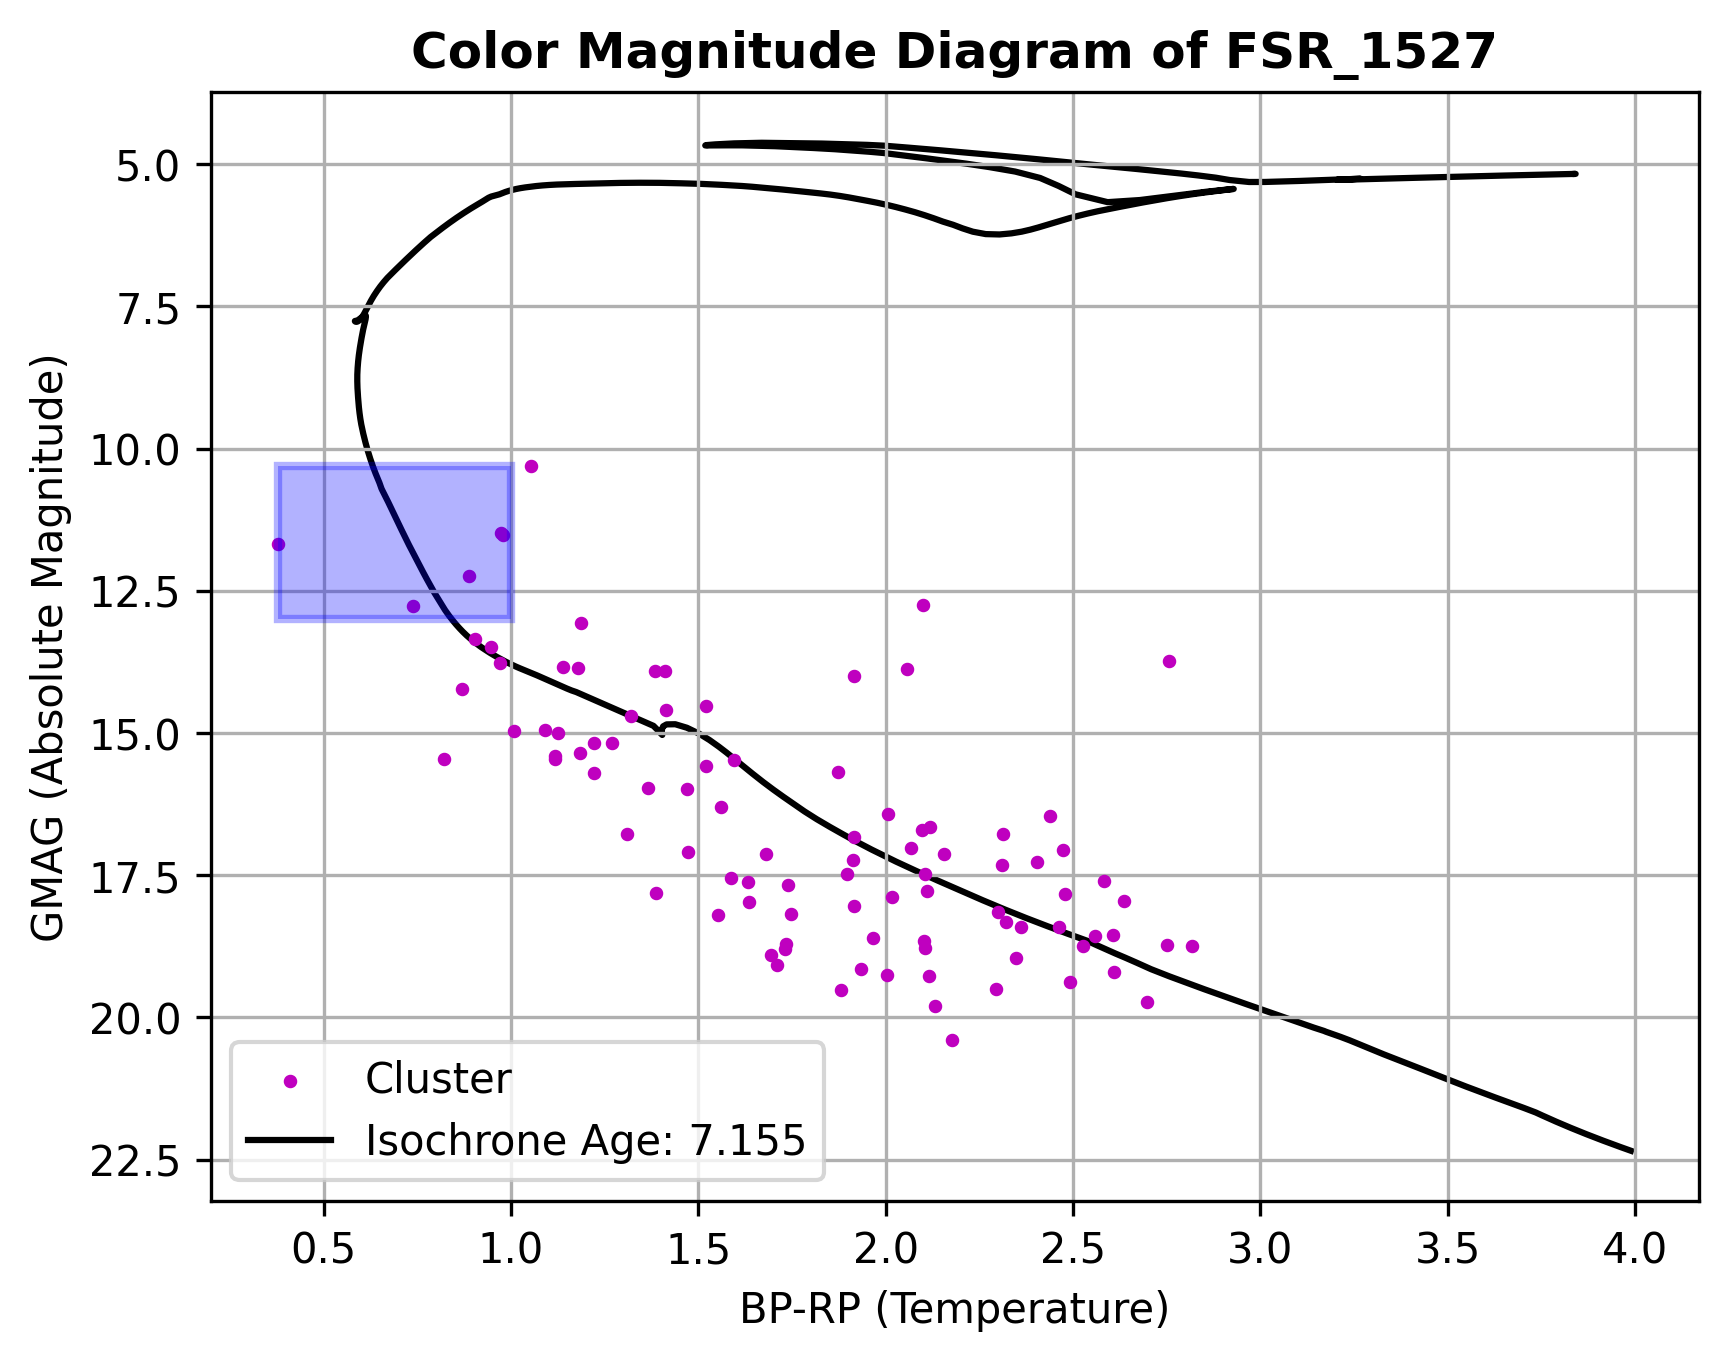 Color Magnitude Diagram of FSR_1527
GMAG (Absolute Magnitude)
5.0
7.5
10.0
12.5
15.0
17.5
20.0
22.5
Cluster
Isochrone Age: 7.155
0.5 1.0 1.5 2.0 2.5 3.0 3.5 4.0
BP-RP (Temperature)